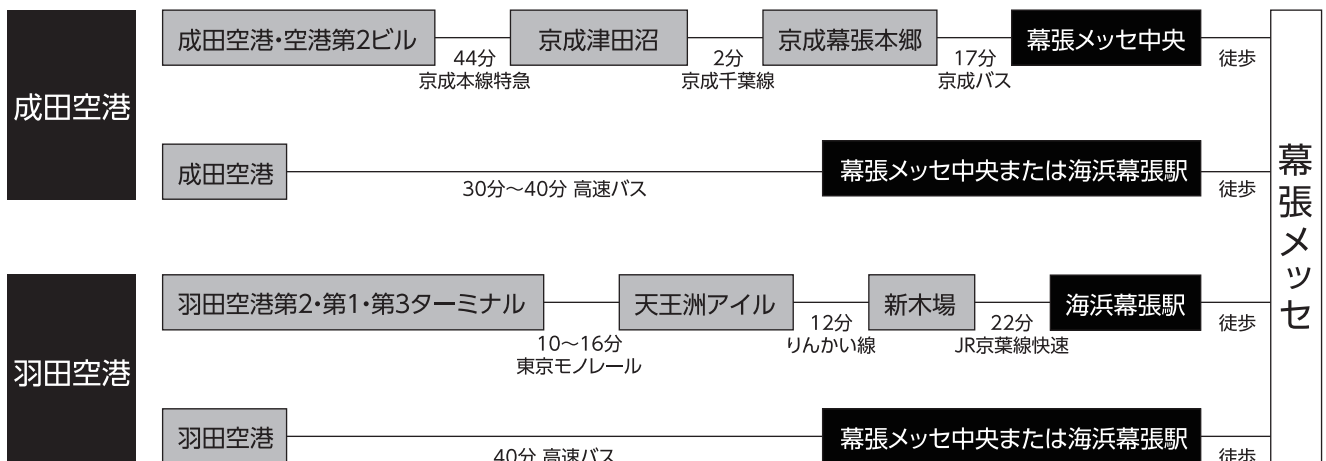 成田空港
成田空港・空港第2ビル
44分
京成本線特急
京成津田沼
2分
京成千葉線
京成幕張本郷
17分
京成バス
幕張メッセ中央
徒歩
成田空港
30分～40分 高速バス
幕張メッセ中央または海浜幕張駅
徒歩
羽田空港
羽田空港第2・第1・第3ターミナル
10～16分
東京モノレール
天王洲アイル
12分
りんかい線
新木場
22分
JR京葉線快速
海浜幕張駅
徒歩
羽田空港
40分 高速バス
幕張メッセ中央または海浜幕張駅
徒歩
幕張メッセ